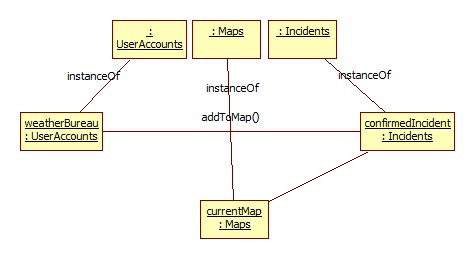 :
UserAccounts
: Maps
: Incidents
instanceOf
instanceOf
instanceOf
addToMap()
weatherBureau
: UserAccounts
confirmedIncident
: Incidents
currentMap
: Maps